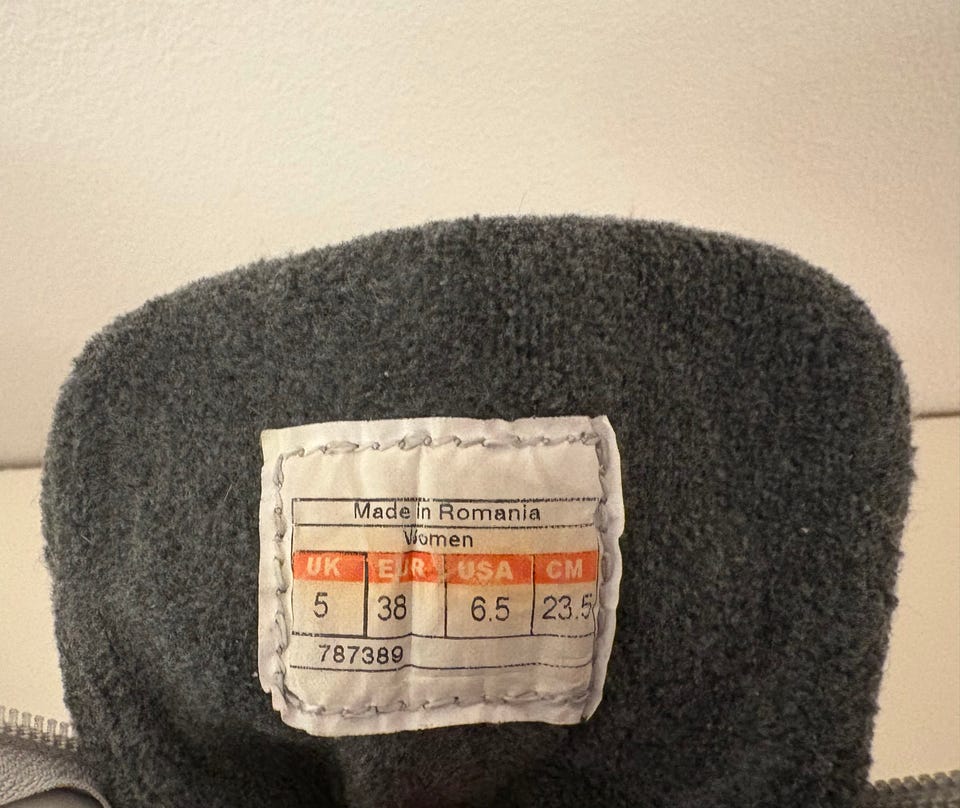 Made in Romania
Women
UK EUR USA CM
5 38 6.5 23.5
787389